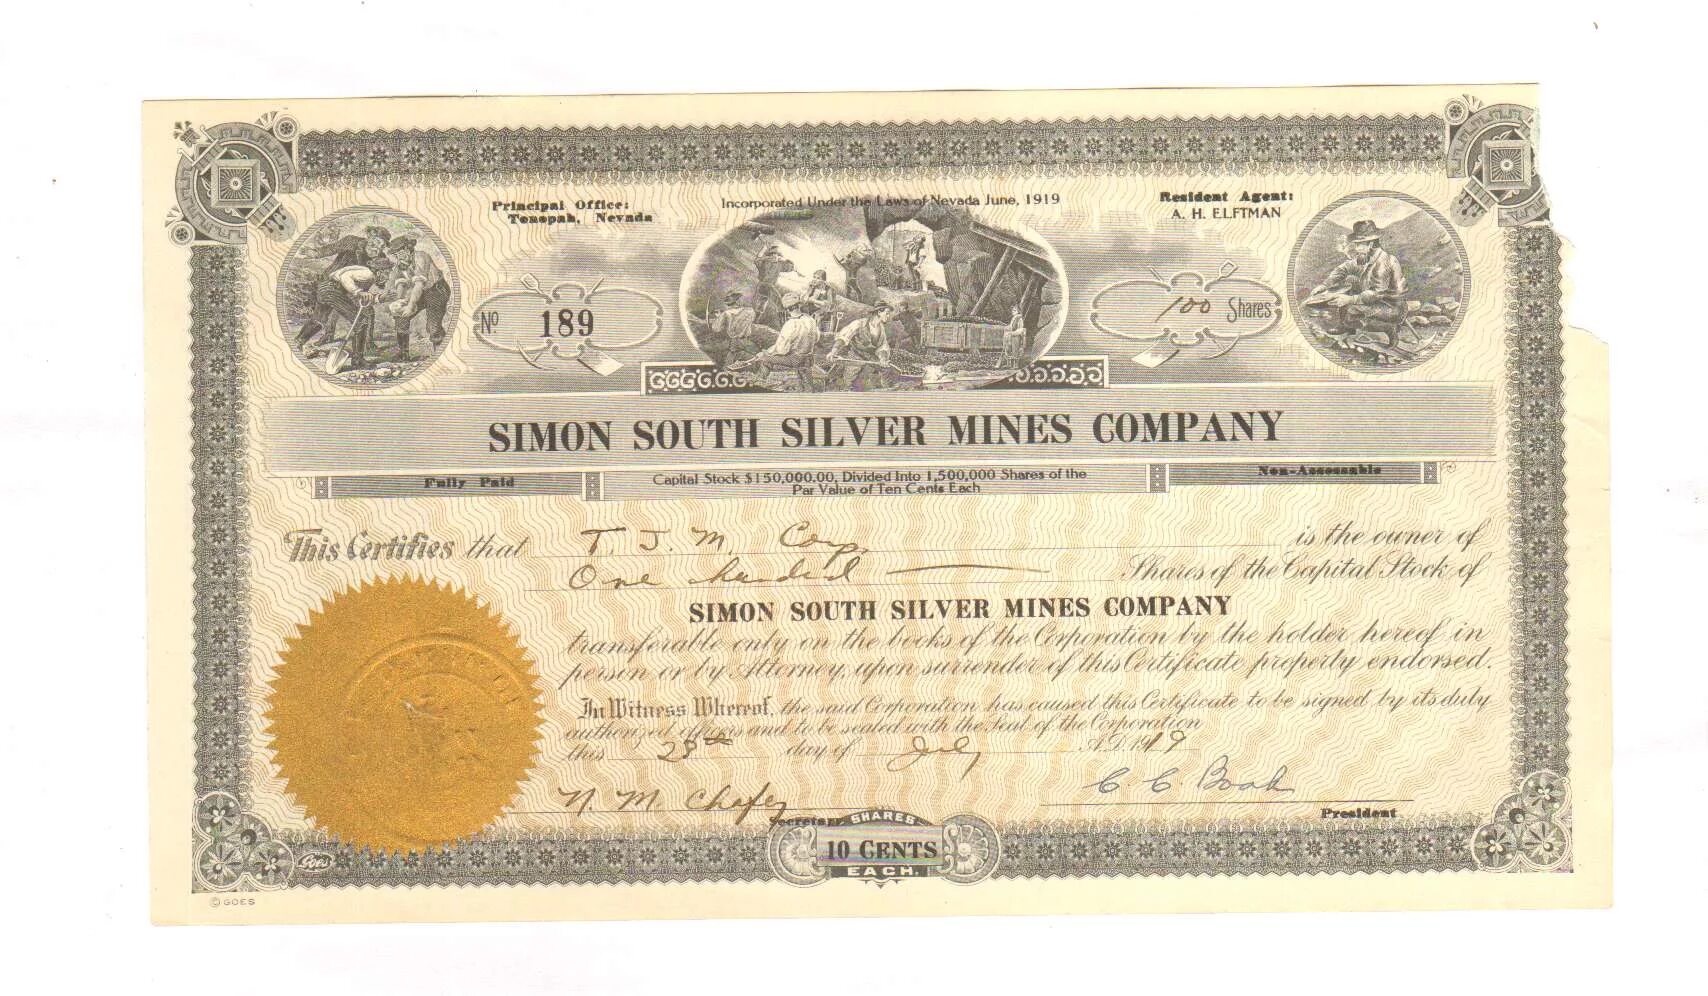 Principal Office:
Tonopah, Nevada
Incorporated Under the Laws of Nevada June, 1919
Resident Agent:
A. H. ELFTMAN
Nº 189
100 Shares
SIMON SOUTH SILVER MINES COMPANY
Fully Paid
Capital Stock $150,000.00, Divided Into 1,500,000 Shares of the
Par Value of Ten Cents Each
Non-Assessable
This Certifies that T. J. M. Corp. is the owner of
One hundred Shares of the Capital Stock of
SIMON SOUTH SILVER MINES COMPANY
transferable only on the books of the Corporation by the holder hereof in
person or by Attorney, upon surrender of this Certificate properly endorsed.
In Witness Whereof, the said Corporation has caused this Certificate to be signed by its duly
authorized officers and to be sealed with the Seal of the Corporation
this 28th day of July A.D. 1919
N. M. Chafey
C. C. Boak
Secretary
President
SHARES
10 CENTS
EACH.
Goes
© GOES